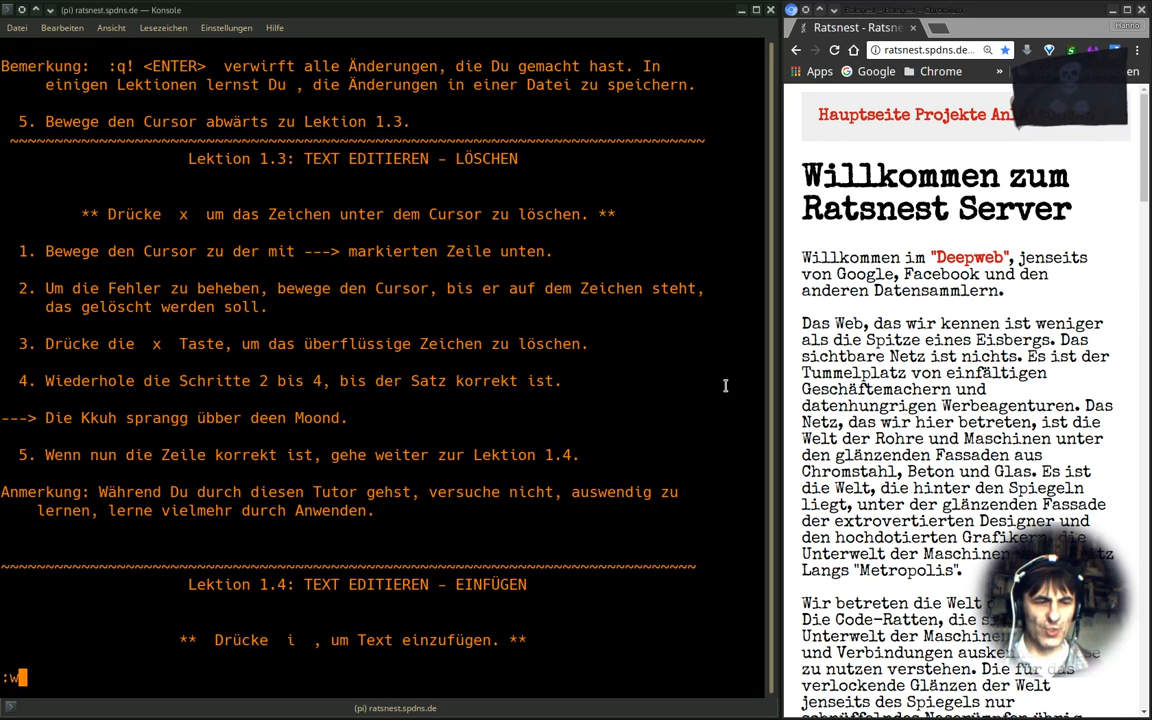 (pi) ratsnest.spdns.de — Konsole
Datei Bearbeiten Ansicht Lesezeichen Einstellungen Hilfe
Bemerkung: :q! <ENTER> verwirft alle Änderungen, die Du gemacht hast. In
einigen Lektionen lernst Du , die Änderungen in einer Datei zu speichern.
5. Bewege den Cursor abwärts zu Lektion 1.3.
~~~~~~~~~~~~~~~~~~~~~~~~~~~~~~~~~~~~~~~~~~~~~~~~~~~~~~~~~~~~~~~~~~~~~~~~~~~~~
Lektion 1.3: TEXT EDITIEREN - LÖSCHEN
** Drücke x um das Zeichen unter dem Cursor zu löschen. **
1. Bewege den Cursor zu der mit ---> markierten Zeile unten.
2. Um die Fehler zu beheben, bewege den Cursor, bis er auf dem Zeichen steht,
das gelöscht werden soll.
3. Drücke die x Taste, um das überflüssige Zeichen zu löschen.
4. Wiederhole die Schritte 2 bis 4, bis der Satz korrekt ist.
---> Die Kkuh sprangg übber deen Moond.
5. Wenn nun die Zeile korrekt ist, gehe weiter zur Lektion 1.4.
Anmerkung: Während Du durch diesen Tutor gehst, versuche nicht, auswendig zu
lernen, lerne vielmehr durch Anwenden.
~~~~~~~~~~~~~~~~~~~~~~~~~~~~~~~~~~~~~~~~~~~~~~~~~~~~~~~~~~~~~~~~~~~~~~~~~~~~~
Lektion 1.4: TEXT EDITIEREN - EINFÜGEN
** Drücke i , um Text einzufügen. **
:w
(pi) ratsnest.spdns.de
Ratsnest - Ratsne
Hanno
ratsnest.spdns.de...
Apps Google Chrome »
Hauptseite Projekte
Willkommen zum
Ratsnest Server
Willkommen im "Deepweb", jenseits
von Google, Facebook und den
anderen Datensammlern.
Das Web, das wir kennen ist weniger
als die Spitze eines Eisbergs. Das
sichtbare Netz ist nichts. Es ist der
Tummelplatz von einfältigen
Geschäftemachern und
datenhungrigen Werbeagenturen. Das
Netz, das wir hier betreten, ist die
Welt der Rohre und Maschinen unter
den glänzenden Fassaden aus
Chromstahl, Beton und Glas. Es ist
die Welt, die hinter den Spiegeln
liegt, unter der glänzenden Fassade
der extrovertierten Designer und
den hochdotierten Grafikern, die
Unterwelt der Maschinen
Langs "Metropolis".
Wir betreten die Welt
Die Code-Ratten, die
Unterwelt der Maschinen
und Verbindungen
zu nutzen verstehen. Die für das
verlockende Glänzen der Welt
jenseits des Spiegels nur